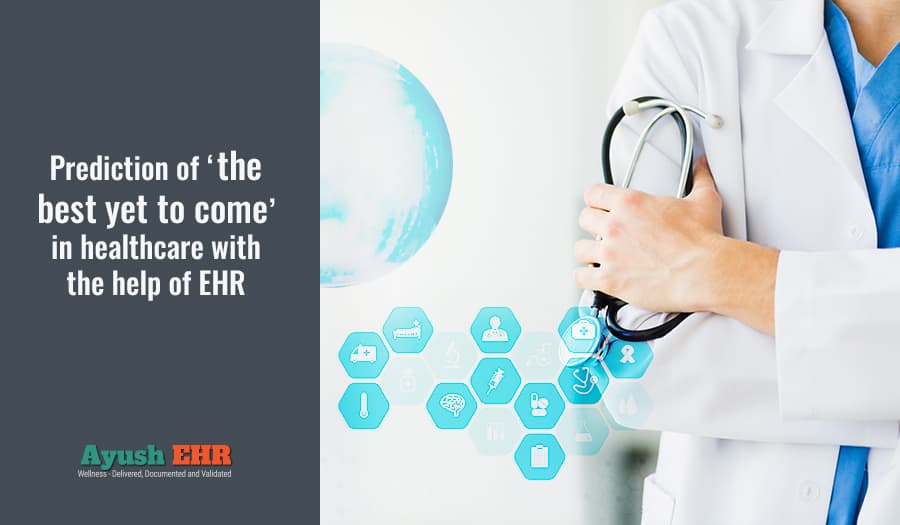 Prediction of ‘the
best yet to come’
in healthcare with
the help of EHR
Ayush EHR
Wellness - Delivered, Documented and Validated